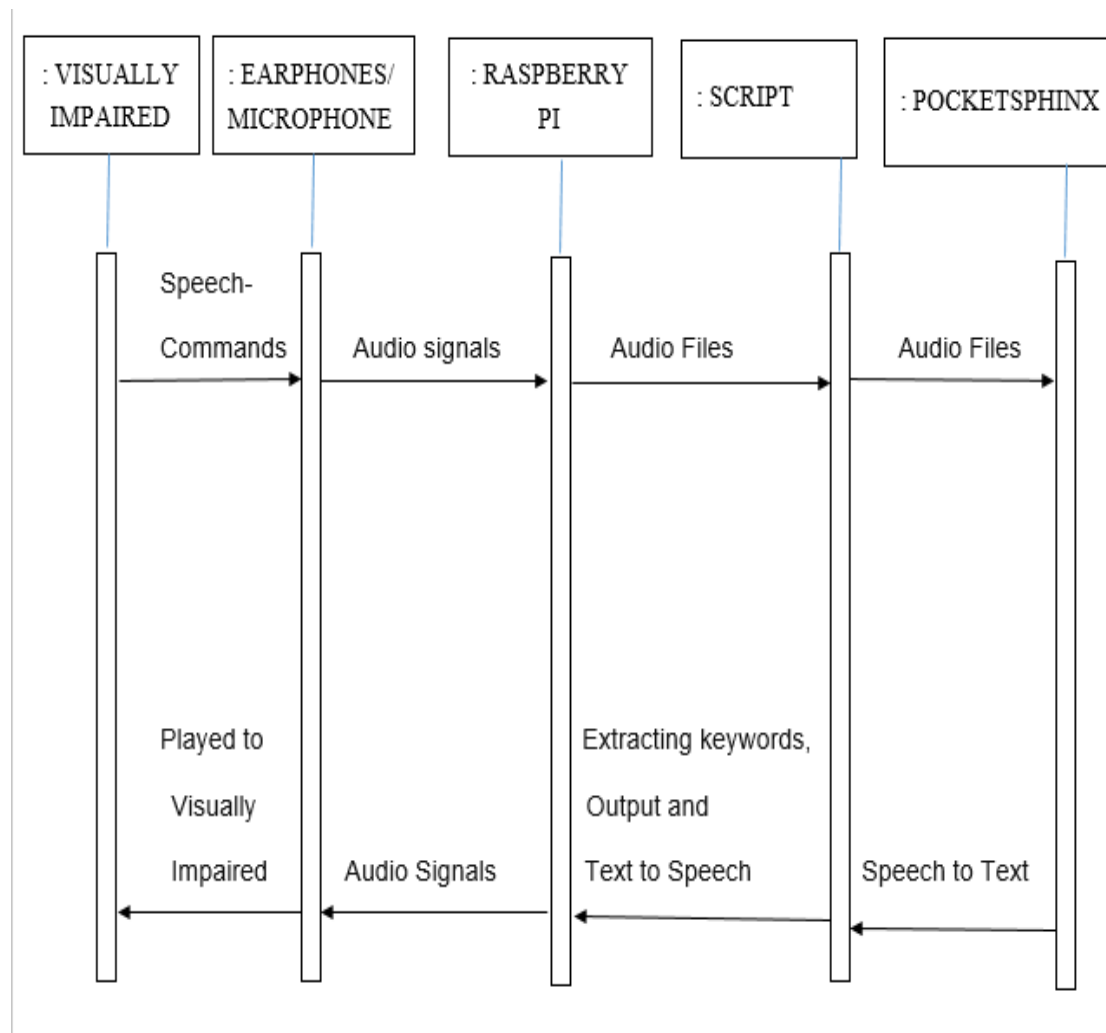 : VISUALLY
IMPAIRED
: EARPHONES/
MICROPHONE
: RASPBERRY
PI
: SCRIPT
: POCKETSPHINX
Speech-
Commands
Audio signals
Audio Files
Audio Files
Played to
Visually
Impaired
Audio Signals
Extracting keywords,
Output and
Text to Speech
Speech to Text